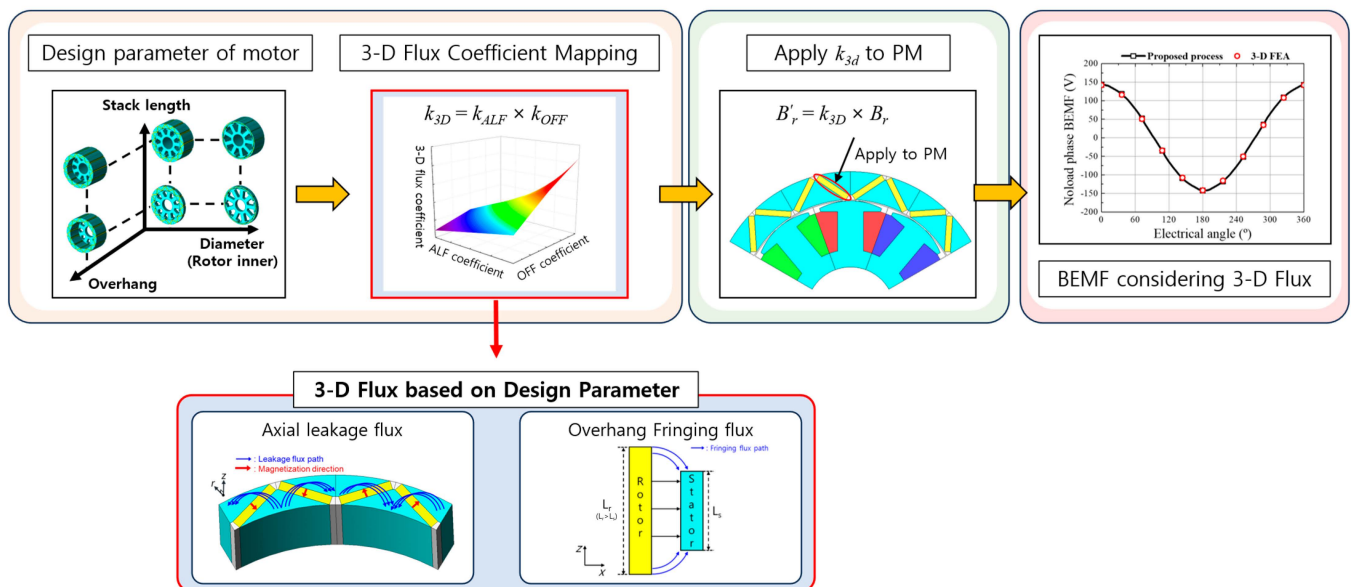 Design parameter of motor
3-D Flux Coefficient Mapping
Apply k3d to PM
Stack length
Diameter
(Rotor inner)
Overhang
k3D = kALF × kOFF
3-D flux coefficient
ALF coefficient
OFF coefficient
B′r = k3D × Br
Apply to PM
Proposed process
3-D FEA
Noload phase BEMF (V)
200
150
100
50
0
-50
-100
-150
-200
0 60 120 180 240 300 360
Electrical angle (º)
BEMF considering 3-D Flux
3-D Flux based on Design Parameter
Axial leakage flux
: Leakage flux path
: Magnetization direction
z
r
Overhang Fringing flux
: Fringing flux path
Rotor
Stator
Lr
(Lr>Ls)
Ls
Z
X